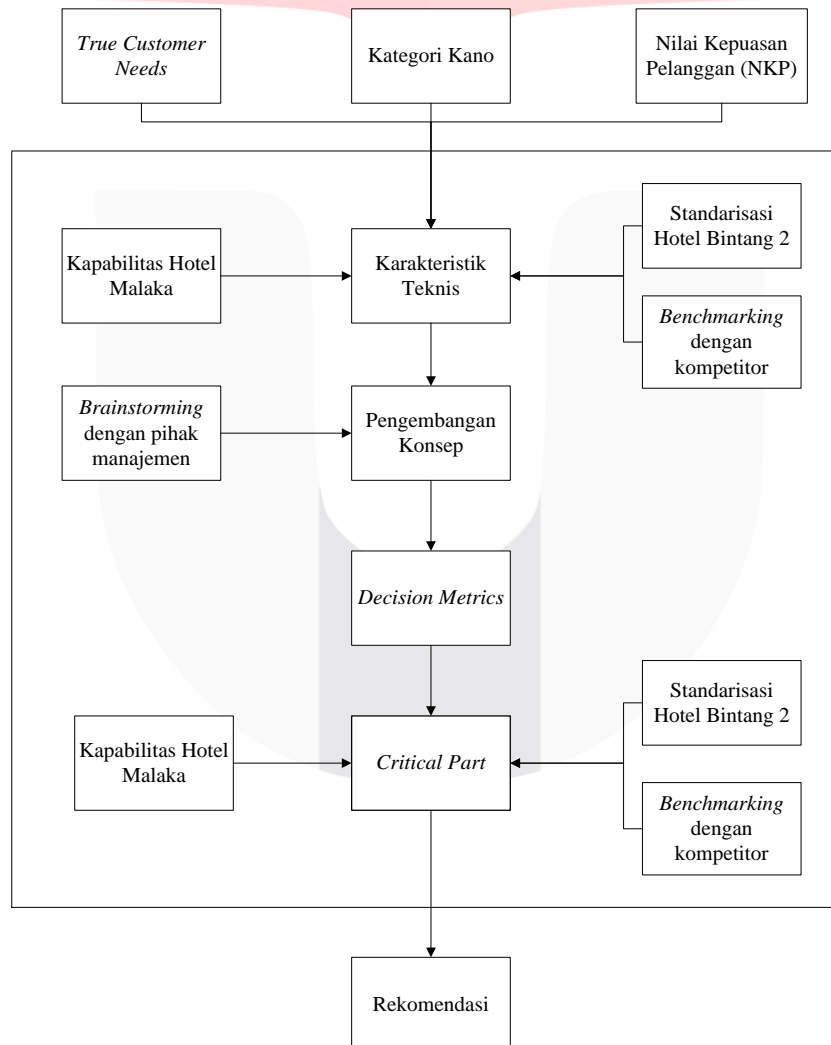 True Customer
Needs
Kategori Kano
Nilai Kepuasan
Pelanggan (NKP)
Standarisasi
Hotel Bintang 2
Kapabilitas Hotel
Malaka
Karakteristik
Teknis
Benchmarking
dengan
kompetitor
Brainstorming
dengan pihak
manajemen
Pengembangan
Konsep
Decision Metrics
Standarisasi
Hotel Bintang 2
Kapabilitas Hotel
Malaka
Critical Part
Benchmarking
dengan
kompetitor
Rekomendasi